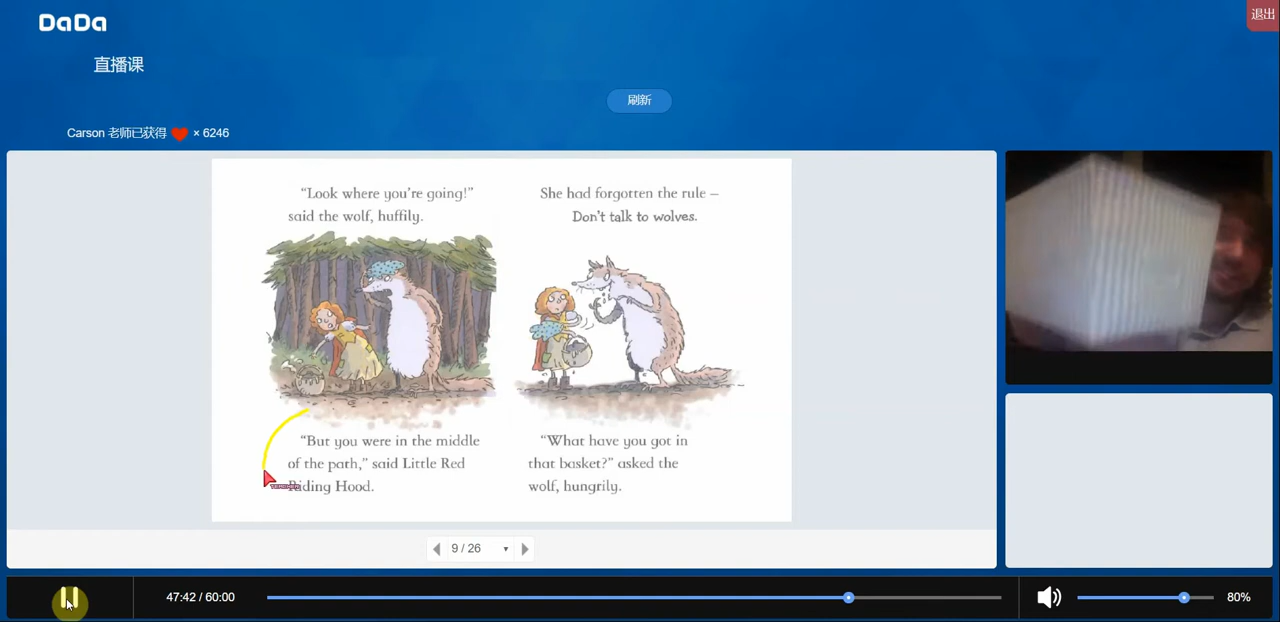 DaDa
退出
直播课
刷新
Carson 老师已获得 × 6246
“Look where you’re going!”
said the wolf, huffily.
“But you were in the middle
of the path,” said Little Red
Riding Hood.
She had forgotten the rule –
Don’t talk to wolves.
“What have you got in
that basket?” asked the
wolf, hungrily.
9 / 26
47:42 / 60:00
80%